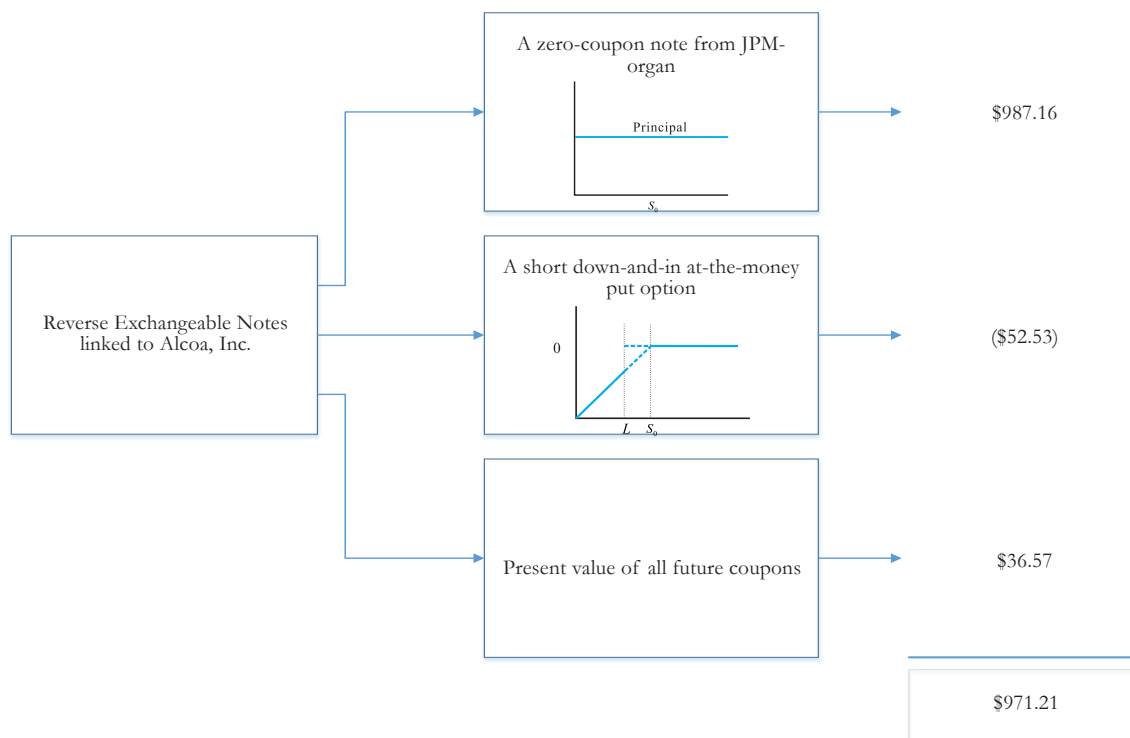 A zero-coupon note from JPM-
organ
Principal
S₀
$987.16
Reverse Exchangeable Notes
linked to Alcoa, Inc.
A short down-and-in at-the-money
put option
0
L S₀
($52.53)
Present value of all future coupons
$36.57
$971.21